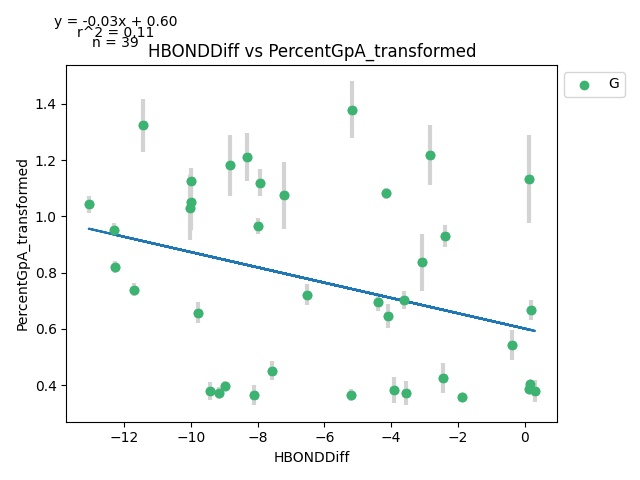 y = -0.03x + 0.60
r^2 = 0.11
n = 39
HBONDDiff vs PercentGpA_transformed
G
PercentGpA_transformed
1.4
1.2
1.0
0.8
0.6
0.4
−12 −10 −8 −6 −4 −2 0
HBONDDiff